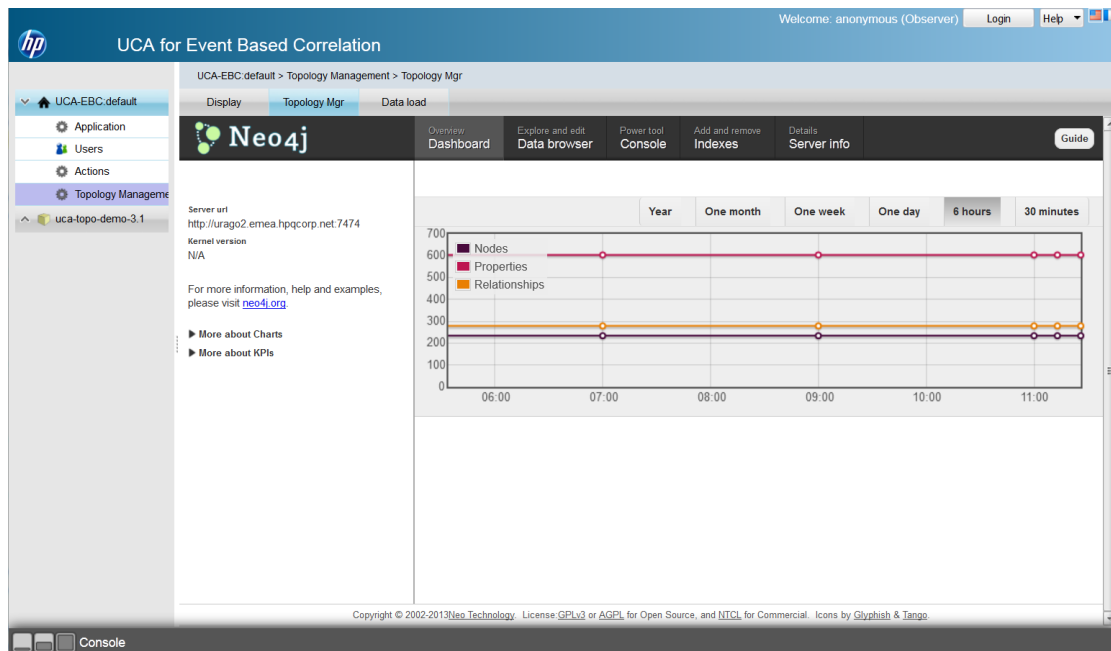 Welcome: anonymous (Observer) Login Help
hp UCA for Event Based Correlation
UCA-EBC:default > Topology Management > Topology Mgr
UCA-EBC:default
Application
Users
Actions
Topology Manageme
uca-topo-demo-3.1
Display Topology Mgr Data load
Neo4j
Overview
Dashboard
Explore and edit
Data browser
Power tool
Console
Add and remove
Indexes
Details
Server info
Guide
Server url
http://urago2.emea.hpqcorp.net:7474
Kernel version
N/A
For more information, help and examples,
please visit neo4j.org.
More about Charts
More about KPIs
Year One month One week One day 6 hours 30 minutes
700
600
500
400
300
200
100
0
Nodes
Properties
Relationships
06:00 07:00 08:00 09:00 10:00 11:00
Copyright © 2002-2013 Neo Technology. License: GPLv3 or AGPL for Open Source, and NTCL for Commercial. Icons by Glyphish & Tango.
Console